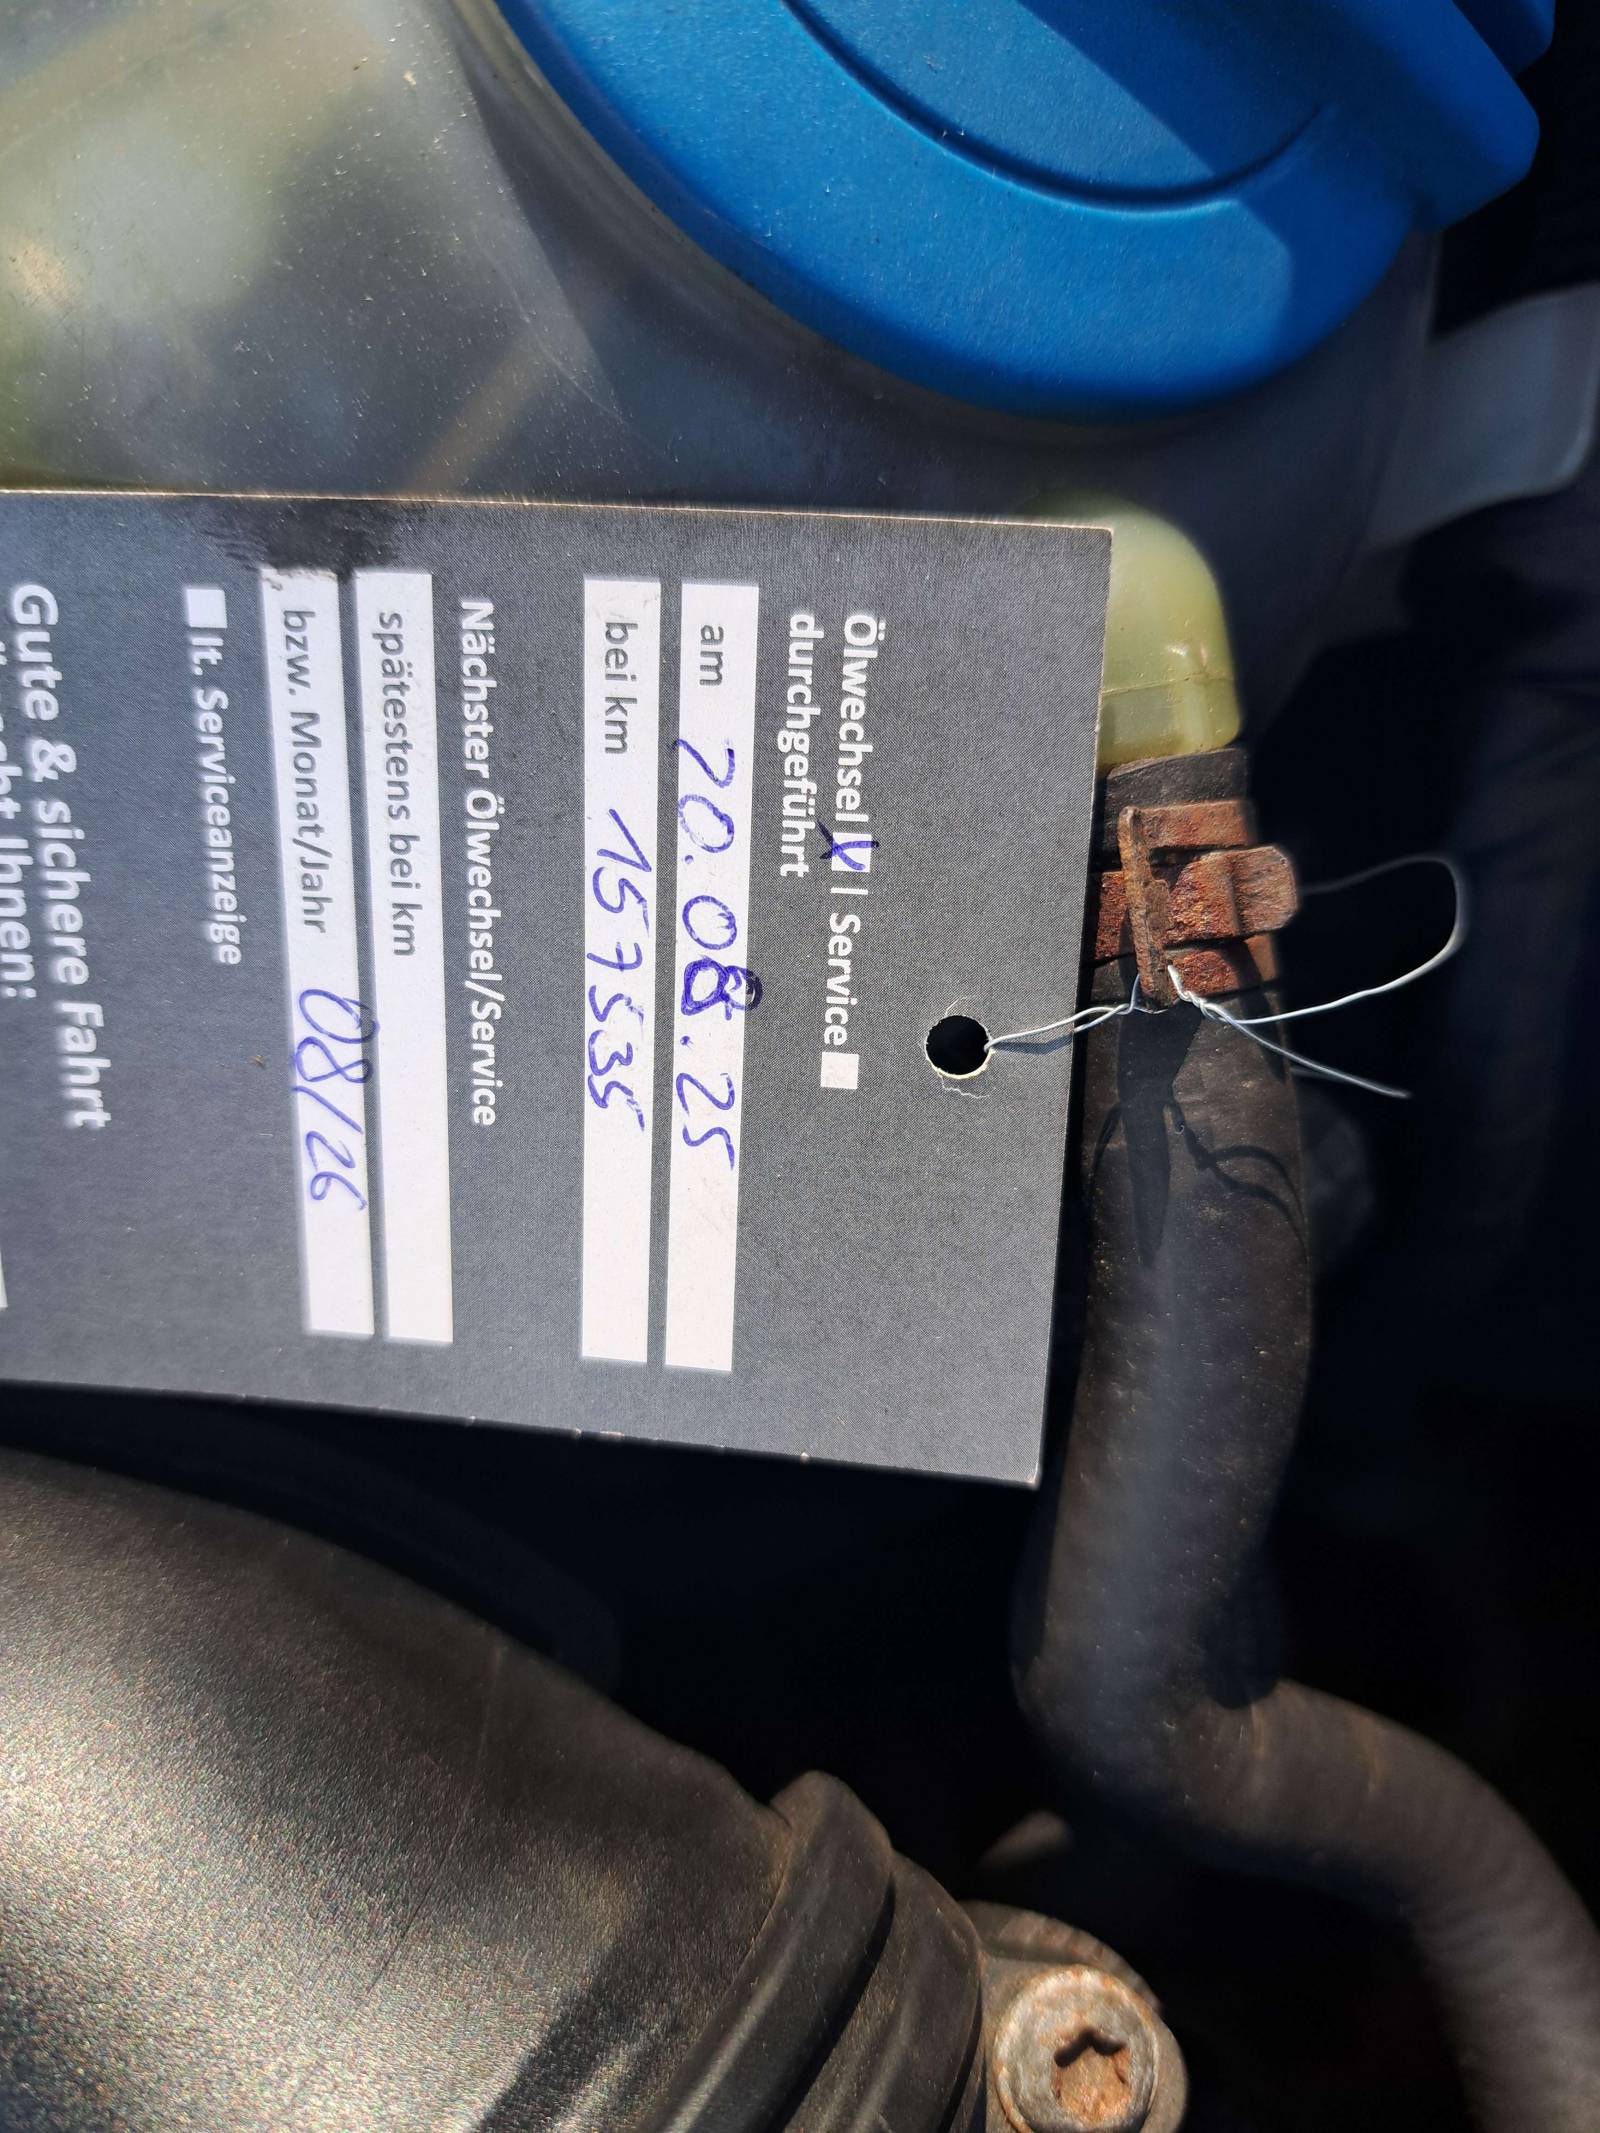 Ölwechsel X | Service
durchgeführt
am 20.08.25
bei km 157535
Nächster Ölwechsel/Service
spätestens bei km
bzw. Monat/Jahr 08/26
lt. Serviceanzeige
Gute & sichere Fahrt
Ihnen: